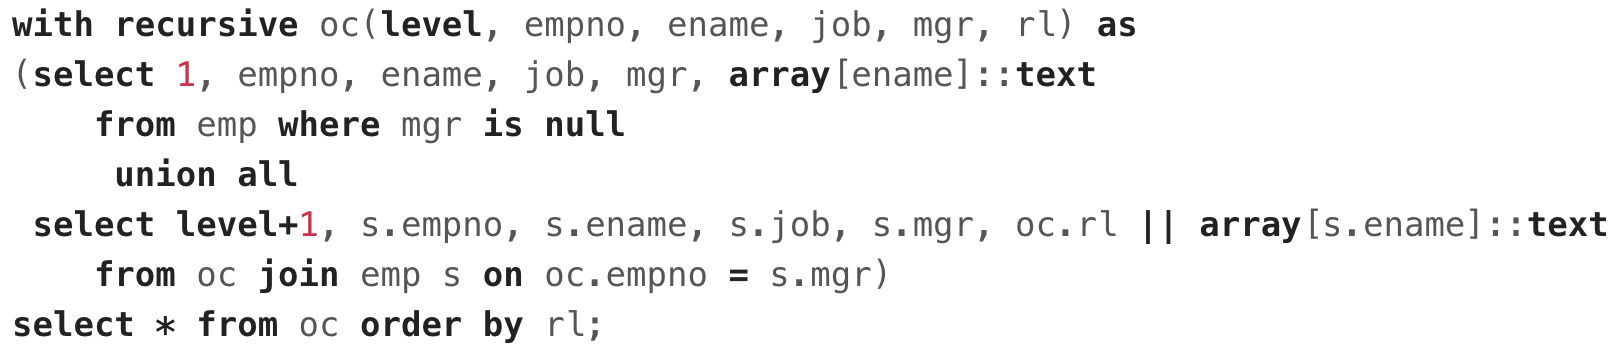 with recursive oc(level, empno, ename, job, mgr, rl) as
(select 1, empno, ename, job, mgr, array[ename]::text
    from emp where mgr is null
     union all
 select level+1, s.empno, s.ename, s.job, s.mgr, oc.rl || array[s.ename]::text
    from oc join emp s on oc.empno = s.mgr)
select * from oc order by rl;